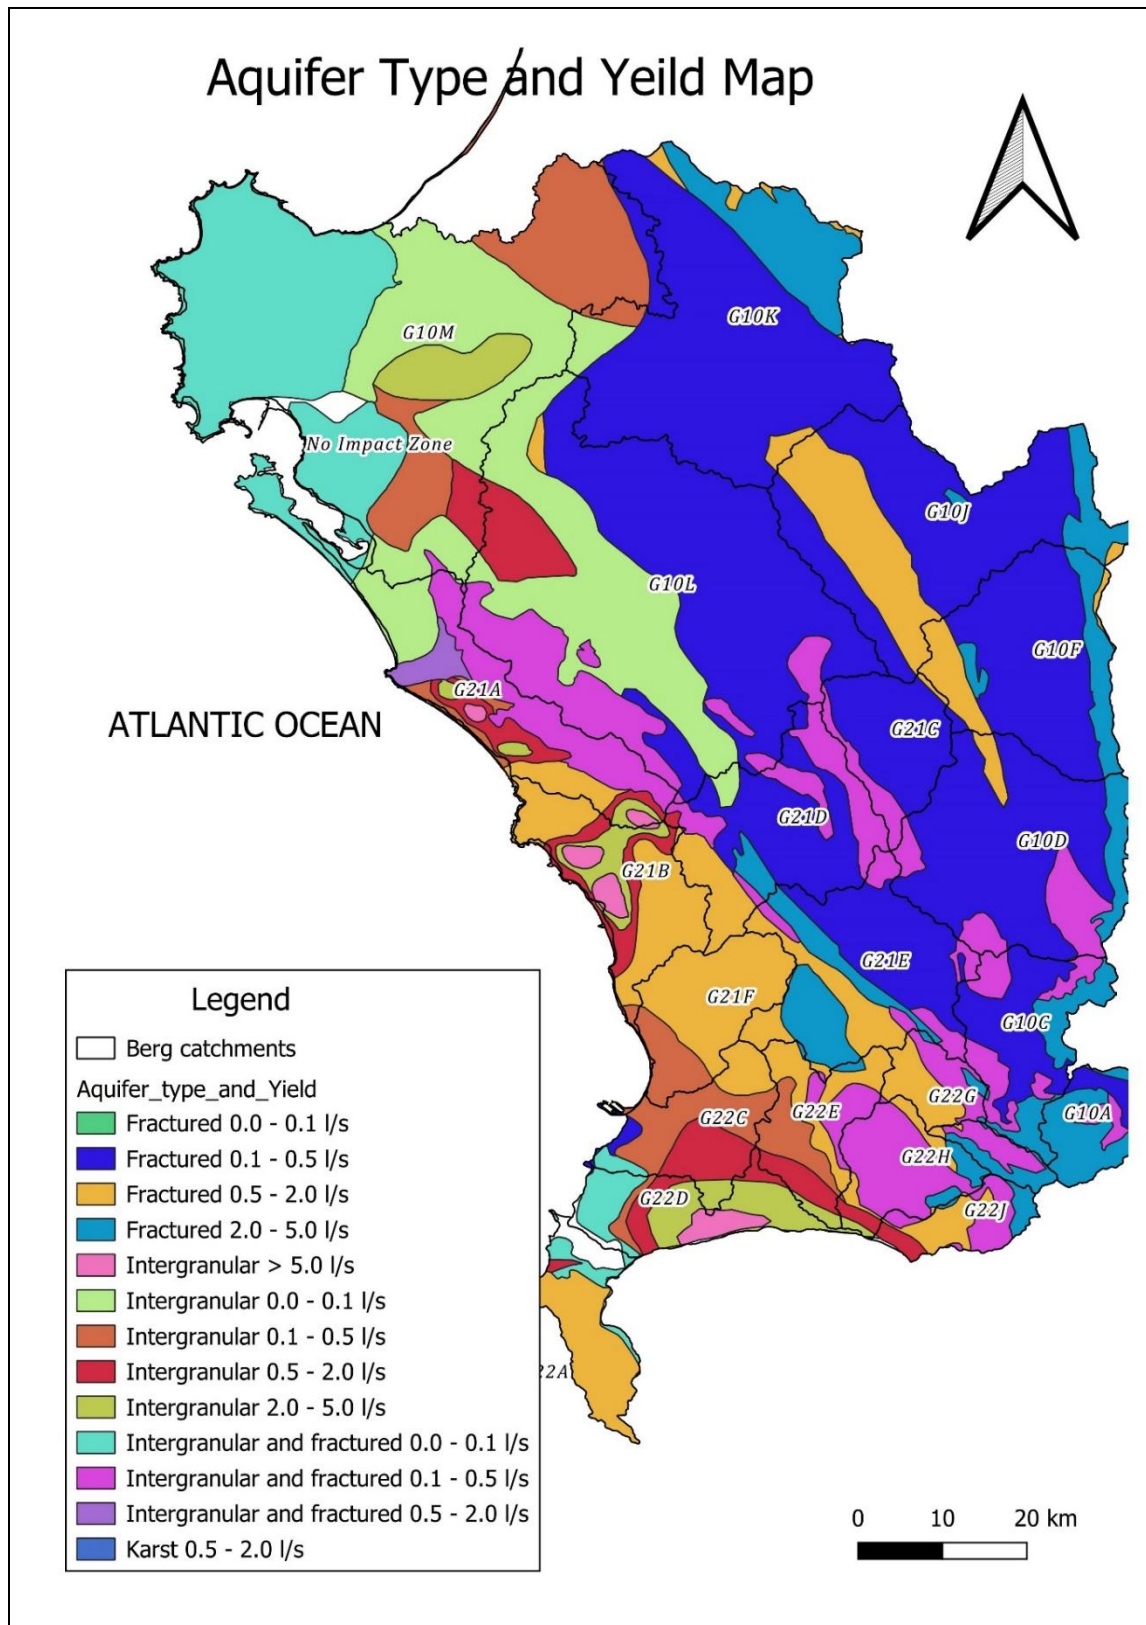 Aquifer Type and Yeild Map
G10K
G10M
No Impact Zone
G10J
G10L
G10F
G21A
ATLANTIC OCEAN
G21C
G21D
G10D
G21B
G21E
G21F
G10C
G22G
G22E
G22C
G10A
G22H
G22D
G22J
22A
Legend
Berg catchments
Aquifer_type_and_Yield
Fractured 0.0 - 0.1 l/s
Fractured 0.1 - 0.5 l/s
Fractured 0.5 - 2.0 l/s
Fractured 2.0 - 5.0 l/s
Intergranular > 5.0 l/s
Intergranular 0.0 - 0.1 l/s
Intergranular 0.1 - 0.5 l/s
Intergranular 0.5 - 2.0 l/s
Intergranular 2.0 - 5.0 l/s
Intergranular and fractured 0.0 - 0.1 l/s
Intergranular and fractured 0.1 - 0.5 l/s
Intergranular and fractured 0.5 - 2.0 l/s
Karst 0.5 - 2.0 l/s
0 10 20 km